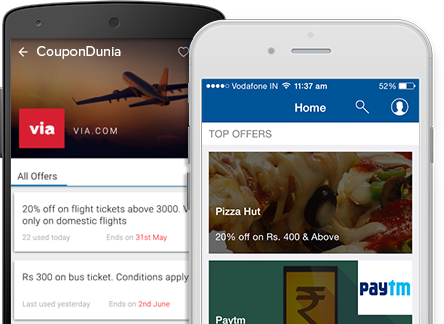 CouponDunia
via
VIA.COM
All Offers
20% off on flight tickets above 3000.
only on domestic flights
22 used today
Ends on 31st May
Rs 300 on bus ticket. Conditions apply
Last used yesterday
Ends on 2nd June
Vodafone IN
11:37 am
52%
Home
TOP OFFERS
Pizza Hut
20% off on Rs. 400 & Above
paytm
Paytm